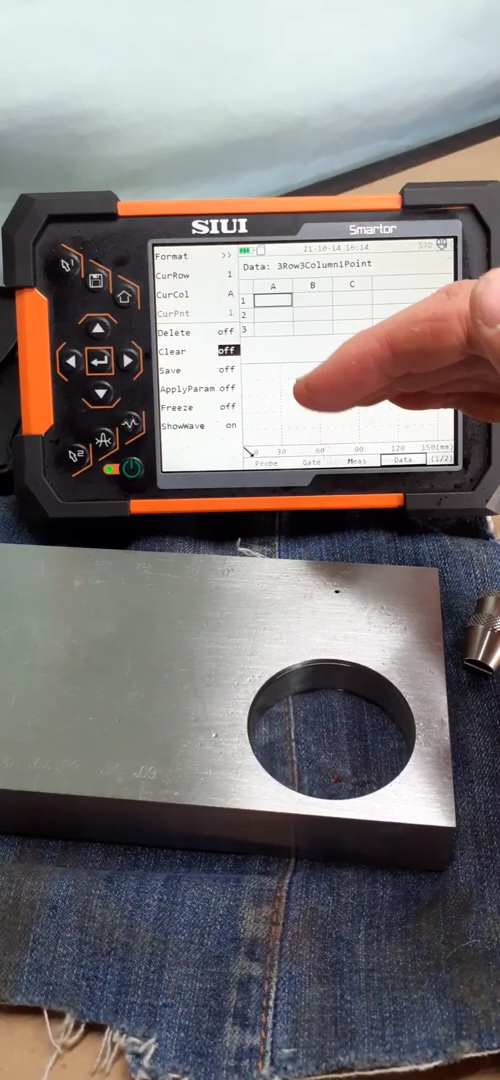 SIUI
Smartor
Format >>
21-10-14 16:14
STO
CurRow 1
Data: 3Row3Column1Point
CurCol A
A B C
CurPnt 1
1
2
3
Delete off
Clear off
Save off
ApplyParam off
Freeze off
ShowWave on
0 30 60 90 120 150(mm)
Probe Gate Meas Data (1/2)